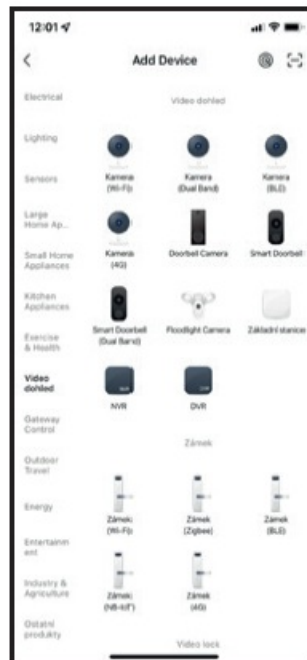 12:01
Add Device
Electrical
Lighting
Sensors
Large
Home Ap...
Small Home
Appliances
Kitchen
Appliances
Exercise
& Health
Video
dohled
Gateway
Control
Outdoor
Travel
Energy
Entertainm
ent
Industry &
Agriculture
Ostatní
produkty
Video dohled
Kamera
(Wi-Fi)
Kamera
(Dual Band)
Kamera
(BLE)
Kamera
(4G)
Doorbell Camera
Smart Doorbell
Smart Doorbell
(Dual Band)
Floodlight Camera
Základní stanice
NVR
DVR
Zámek
Zámek
(Wi-Fi)
Zámek
(Zigbee)
Zámek
(BLE)
Zámek
(NB-IoT)
Zámek
(4G)
Video lock